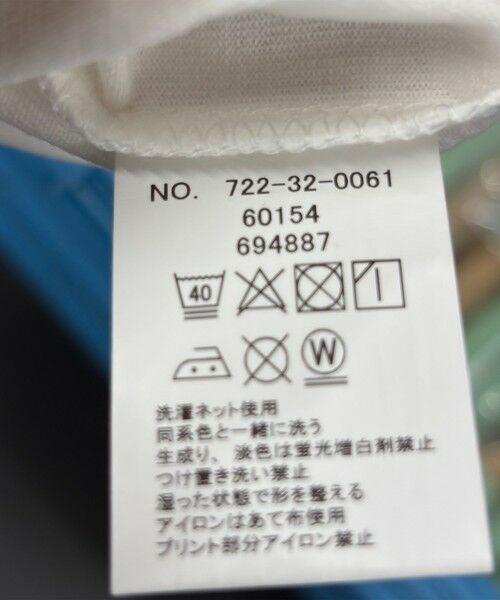 NO. 722-32-0061
60154
694887
40
W
洗濯ネット使用
同系色と一緒に洗う
生成り、淡色は蛍光増白剤禁止
つけ置き洗い禁止
湿った状態で形を整える
アイロンはあて布使用
プリント部分アイロン禁止